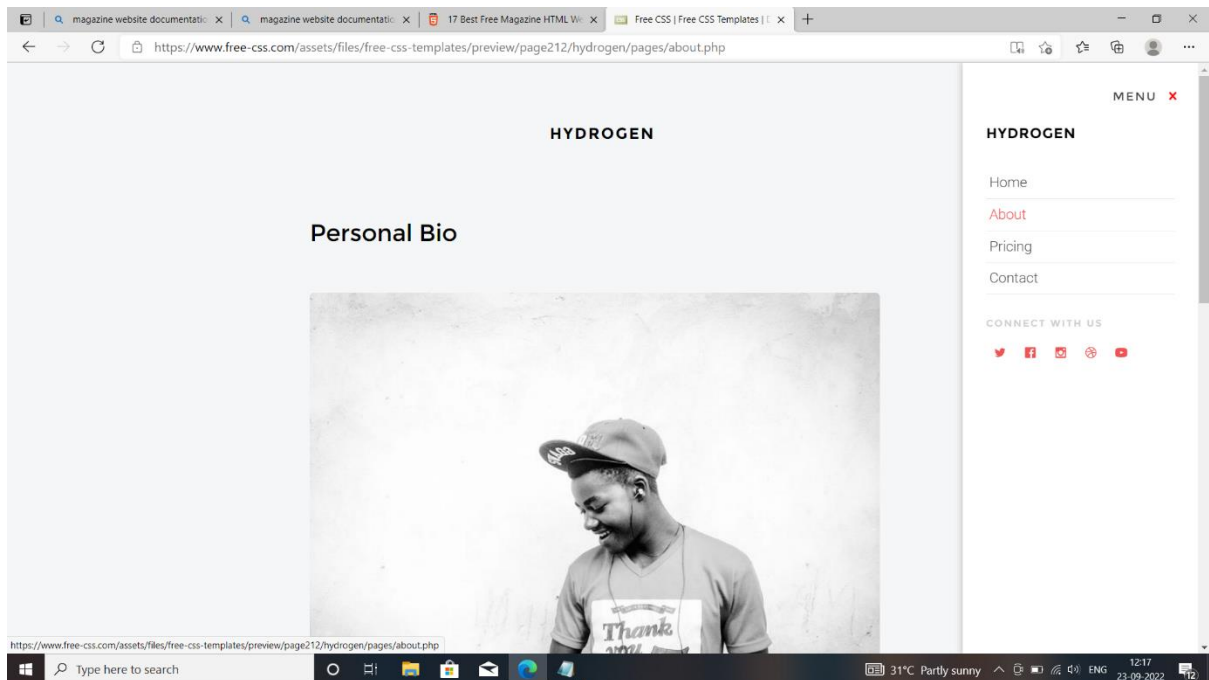 magazine website documentatio
magazine website documentatio
17 Best Free Magazine HTML We
Free CSS | Free CSS Templates |
https://www.free-css.com/assets/files/free-css-templates/preview/page212/hydrogen/pages/about.php
MENU
HYDROGEN
HYDROGEN
Home
About
Personal Bio
Pricing
Contact
CONNECT WITH US
Thank
https://www.free-css.com/assets/files/free-css-templates/preview/page212/hydrogen/pages/about.php
Type here to search
31°C Partly sunny
ENG
12:17
23-09-2022
12